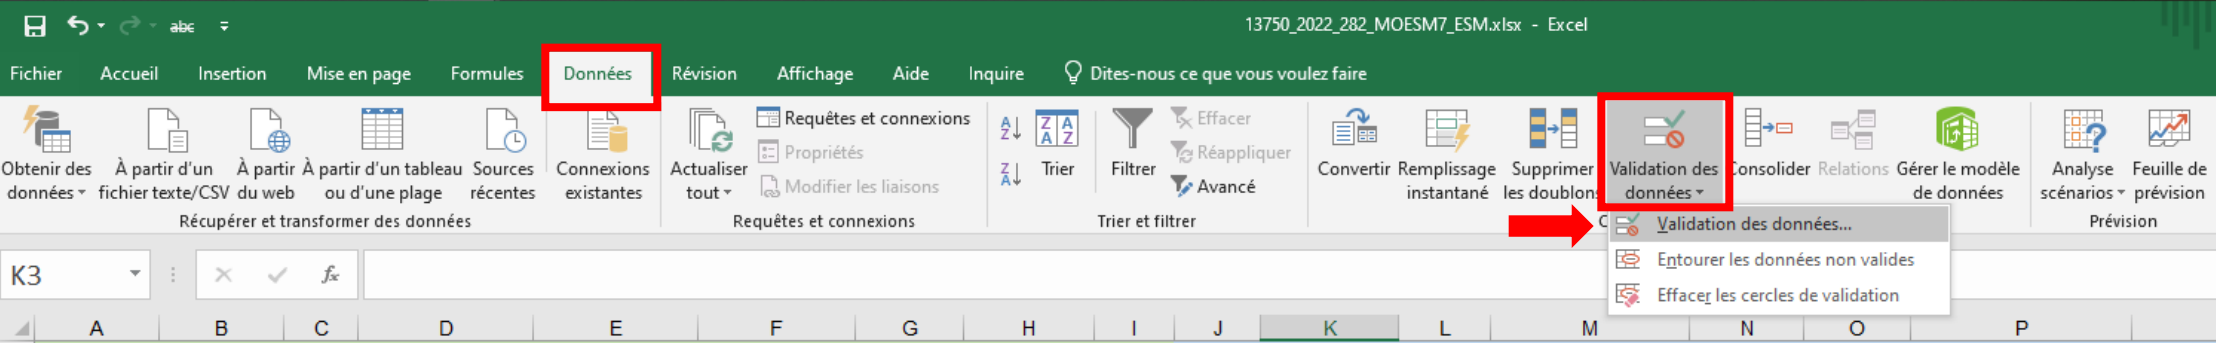 abc
13750_2022_282_MOESM7_ESM.xlsx - Excel
Fichier Accueil Insertion Mise en page Formules Données Révision Affichage Aide Inquire Dites-nous ce que vous voulez faire
Obtenir des données
À partir d'un fichier texte/CSV
À partir du web
À partir d'un tableau ou d'une plage
Sources récentes
Connexions existantes
Récupérer et transformer des données
Actualiser tout
Requêtes et connexions
Propriétés
Modifier les liaisons
Requêtes et connexions
A
Z
Z
A
Z A
A Z
Trier
Filtrer
Effacer
Réappliquer
Avancé
Trier et filtrer
Convertir
Remplissage instantané
Supprimer les doublons
Validation des données
Consolider
Relations
Gérer le modèle de données
Analyse scénarios
Feuille de prévision
Prévision
Validation des données...
Entourer les données non valides
Effacer les cercles de validation
K3
fx
A B C D E F G H I J K L M N O P